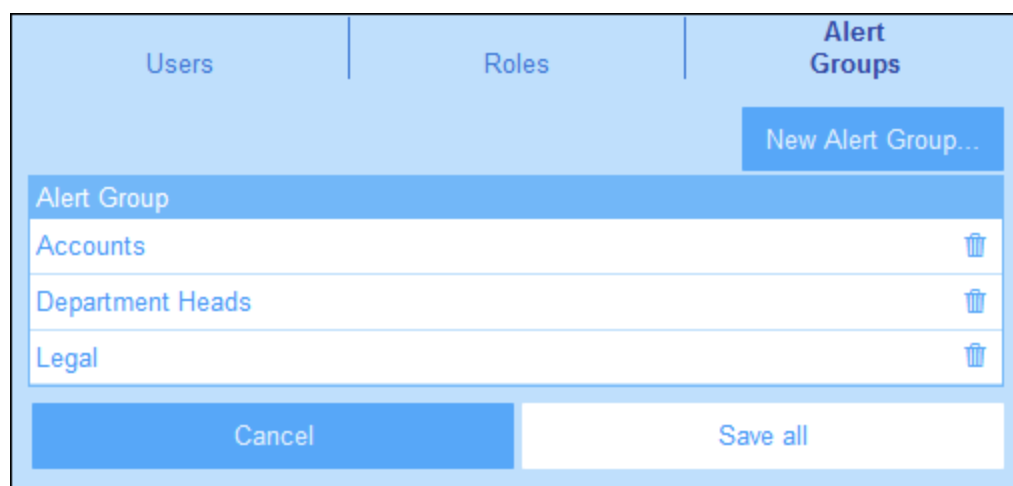 Users
Roles
Alert
Groups
New Alert Group...
Alert Group
Accounts
Department Heads
Legal
Cancel
Save all